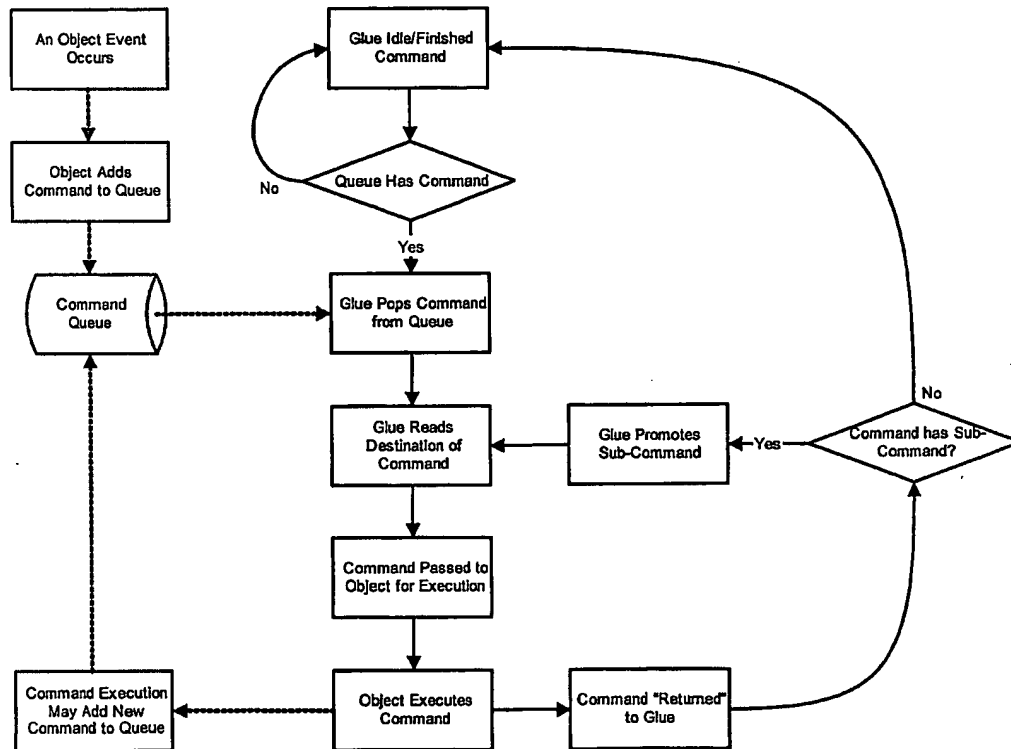 An Object Event
Occurs
Glue Idle/Finished
Command
Object Adds
Command to Queue
No
Queue Has Command
Yes
Command
Queue
Glue Pops Command
from Queue
No
Glue Reads
Destination of
Command
Glue Promotes
Sub-Command
Yes
Command has Sub-
Command?
Command Passed to
Object for Execution
Command Execution
May Add New
Command to Queue
Object Executes
Command
Command "Returned"
to Glue